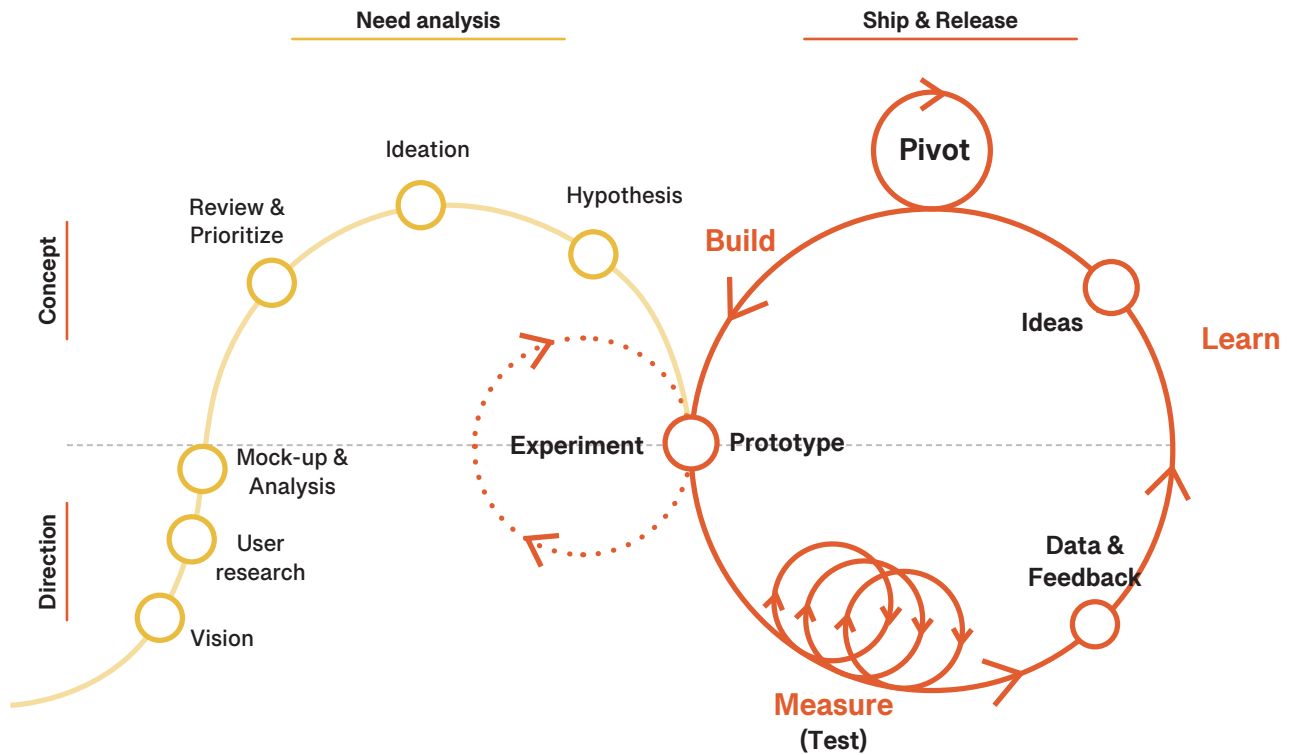 Need analysis
Ship & Release
Pivot
Ideation
Hypothesis
Review &
Prioritize
Build
Concept
Ideas
Learn
Experiment
Prototype
Mock-up &
Analysis
Direction
User
research
Data &
Feedback
Vision
Measure
(Test)